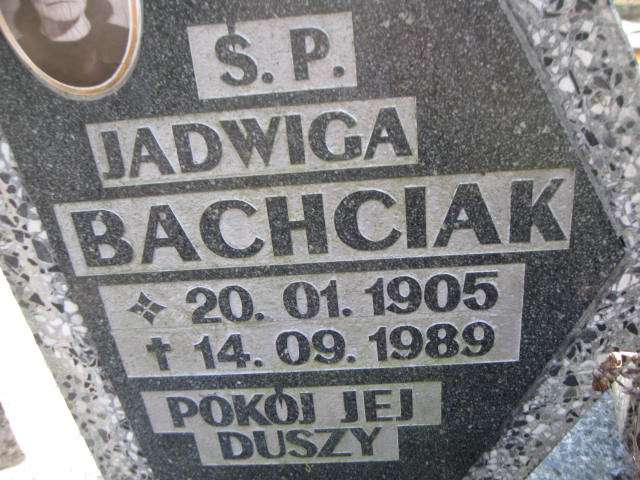 S. P.
JADWIGA
BACHCIAK
20. 01. 1905
† 14. 09. 1989
POKÓJ JEJ
DUSZY